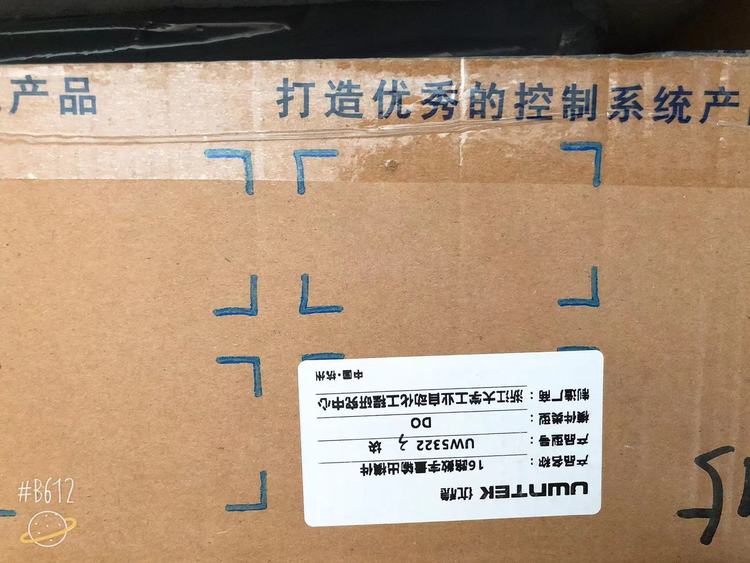 产品
打造优秀的控制系统产
UWNTEK 优稳
产品名称：16路数字量输出模件
产品型号：UW5322 块
模件类型：DO
制造厂商：浙江大学工业自动化工程研究中心
中国·杭州
#B612